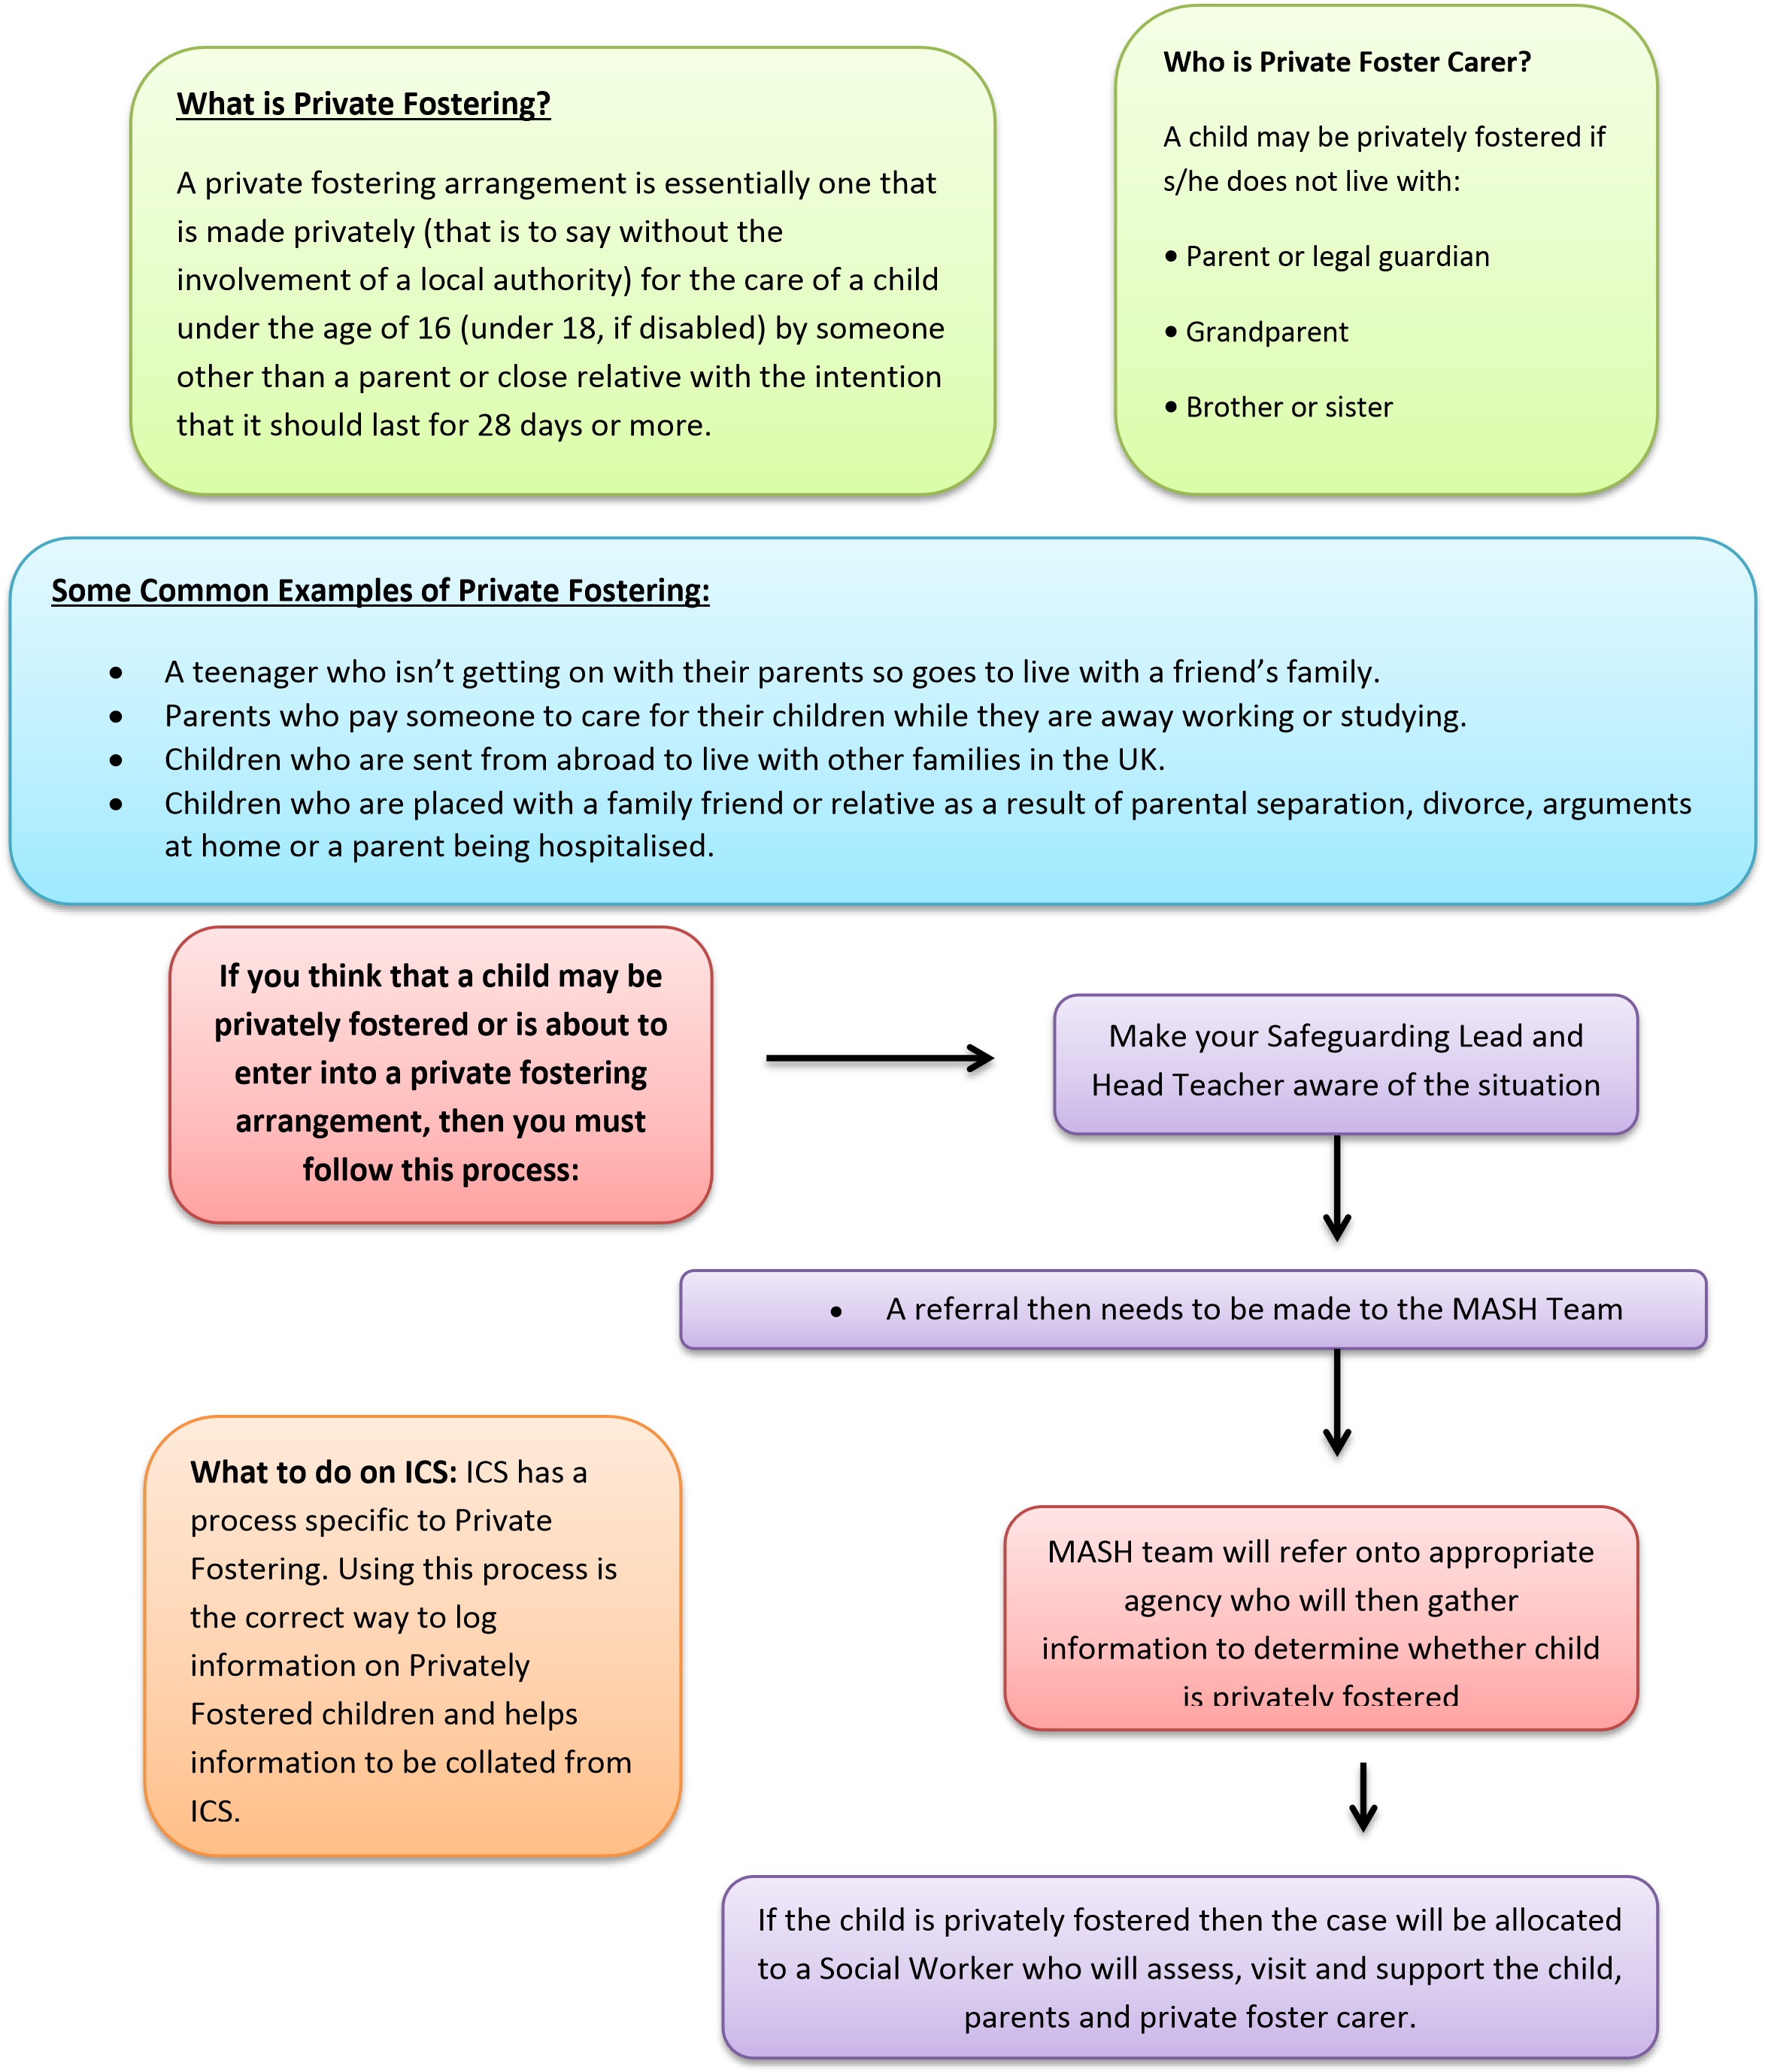 What is Private Fostering?
A private fostering arrangement is essentially one that
is made privately (that is to say without the
involvement of a local authority) for the care of a child
under the age of 16 (under 18, if disabled) by someone
other than a parent or close relative with the intention
that it should last for 28 days or more.
Who is Private Foster Carer?
A child may be privately fostered if
s/he does not live with:
• Parent or legal guardian
• Grandparent
• Brother or sister
Some Common Examples of Private Fostering:
• A teenager who isn’t getting on with their parents so goes to live with a friend’s family.
• Parents who pay someone to care for their children while they are away working or studying.
• Children who are sent from abroad to live with other families in the UK.
• Children who are placed with a family friend or relative as a result of parental separation, divorce, arguments
at home or a parent being hospitalised.
If you think that a child may be
privately fostered or is about to
enter into a private fostering
arrangement, then you must
follow this process:
Make your Safeguarding Lead and
Head Teacher aware of the situation
• A referral then needs to be made to the MASH Team
What to do on ICS: ICS has a
process specific to Private
Fostering. Using this process is
the correct way to log
information on Privately
Fostered children and helps
information to be collated from
ICS.
MASH team will refer onto appropriate
agency who will then gather
information to determine whether child
is privately fostered
If the child is privately fostered then the case will be allocated
to a Social Worker who will assess, visit and support the child,
parents and private foster carer.